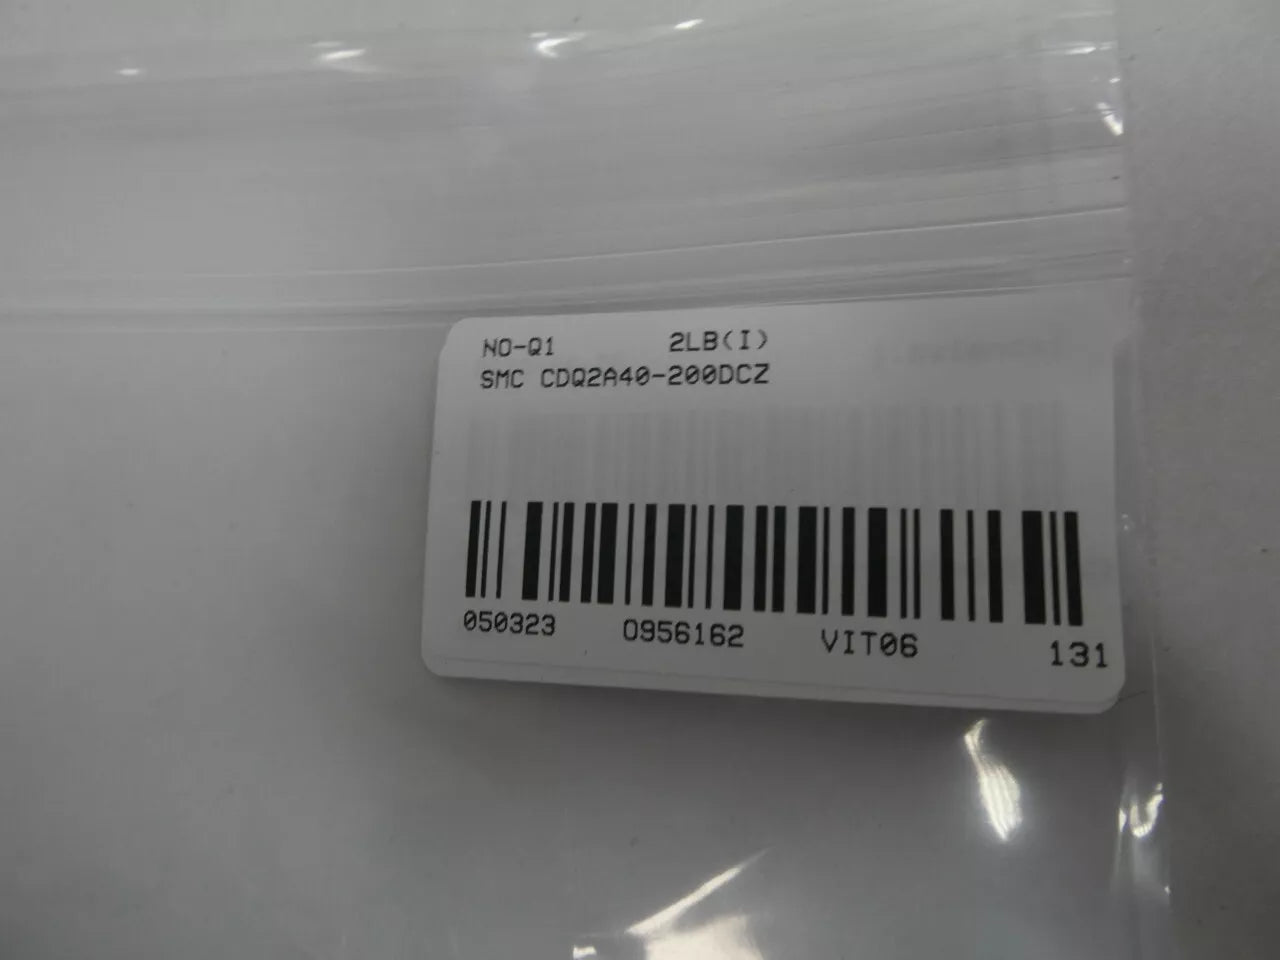 NO-Q1 2LB(I)
SMC CDQ2A40-200DCZ
050323 0956162 VIT06 131